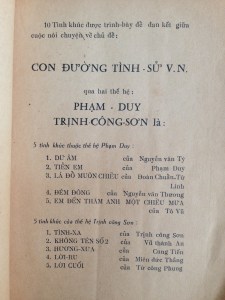 10 Tình khúc được trình-bầy để đan kết giữa
cuộc nói chuyện về chủ đề:
CON ĐƯỜNG TÌNH-SỬ V.N.
qua hai thế hệ:
PHẠM - DUY
TRỊNH CÔNG-SƠN là:
5 tình khúc thuộc thế hệ Phạm Duy:
1. DƯ ÂM của Nguyễn văn Tý
2. TIỄN EM của Phạm Duy
3. LÁ ĐỔ MUÔN CHIỀU của Đoàn Chuẩn-Từ
Linh
4. ĐÊM ĐÔNG của Nguyễn văn Thương
5. EM ĐẾN THĂM ANH MỘT CHIỀU MƯA
của Tô Vũ
5 tình khúc của thế hệ Trịnh công Sơn:
1. TÌNH-XA của Trịnh công Sơn
2. KHÔNG TÊN SỐ 2 của Vũ thành An
3. HƯƠNG-XƯA của Cung Tiến
4. LỜI-RU của Miêu đức Thắng
5. LỜI CUỐI của Từ công Phụng